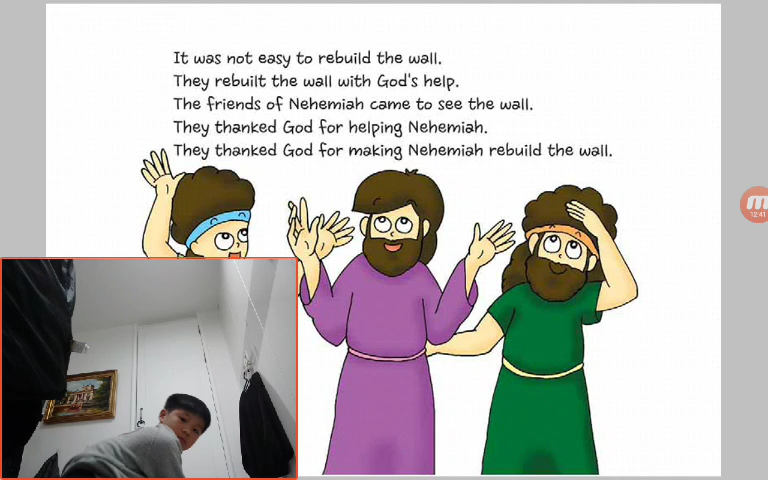 It was not easy to rebuild the wall.
They rebuilt the wall with God's help.
The friends of Nehemiah came to see the wall.
They thanked God for helping Nehemiah.
They thanked God for making Nehemiah rebuild the wall.
m
12:41